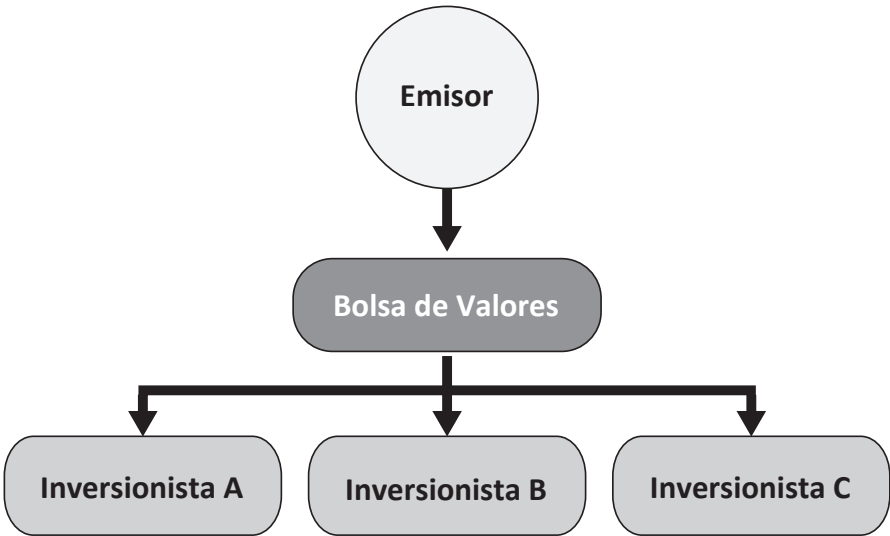 Emisor
Bolsa de Valores
Inversionista A
Inversionista B
Inversionista C